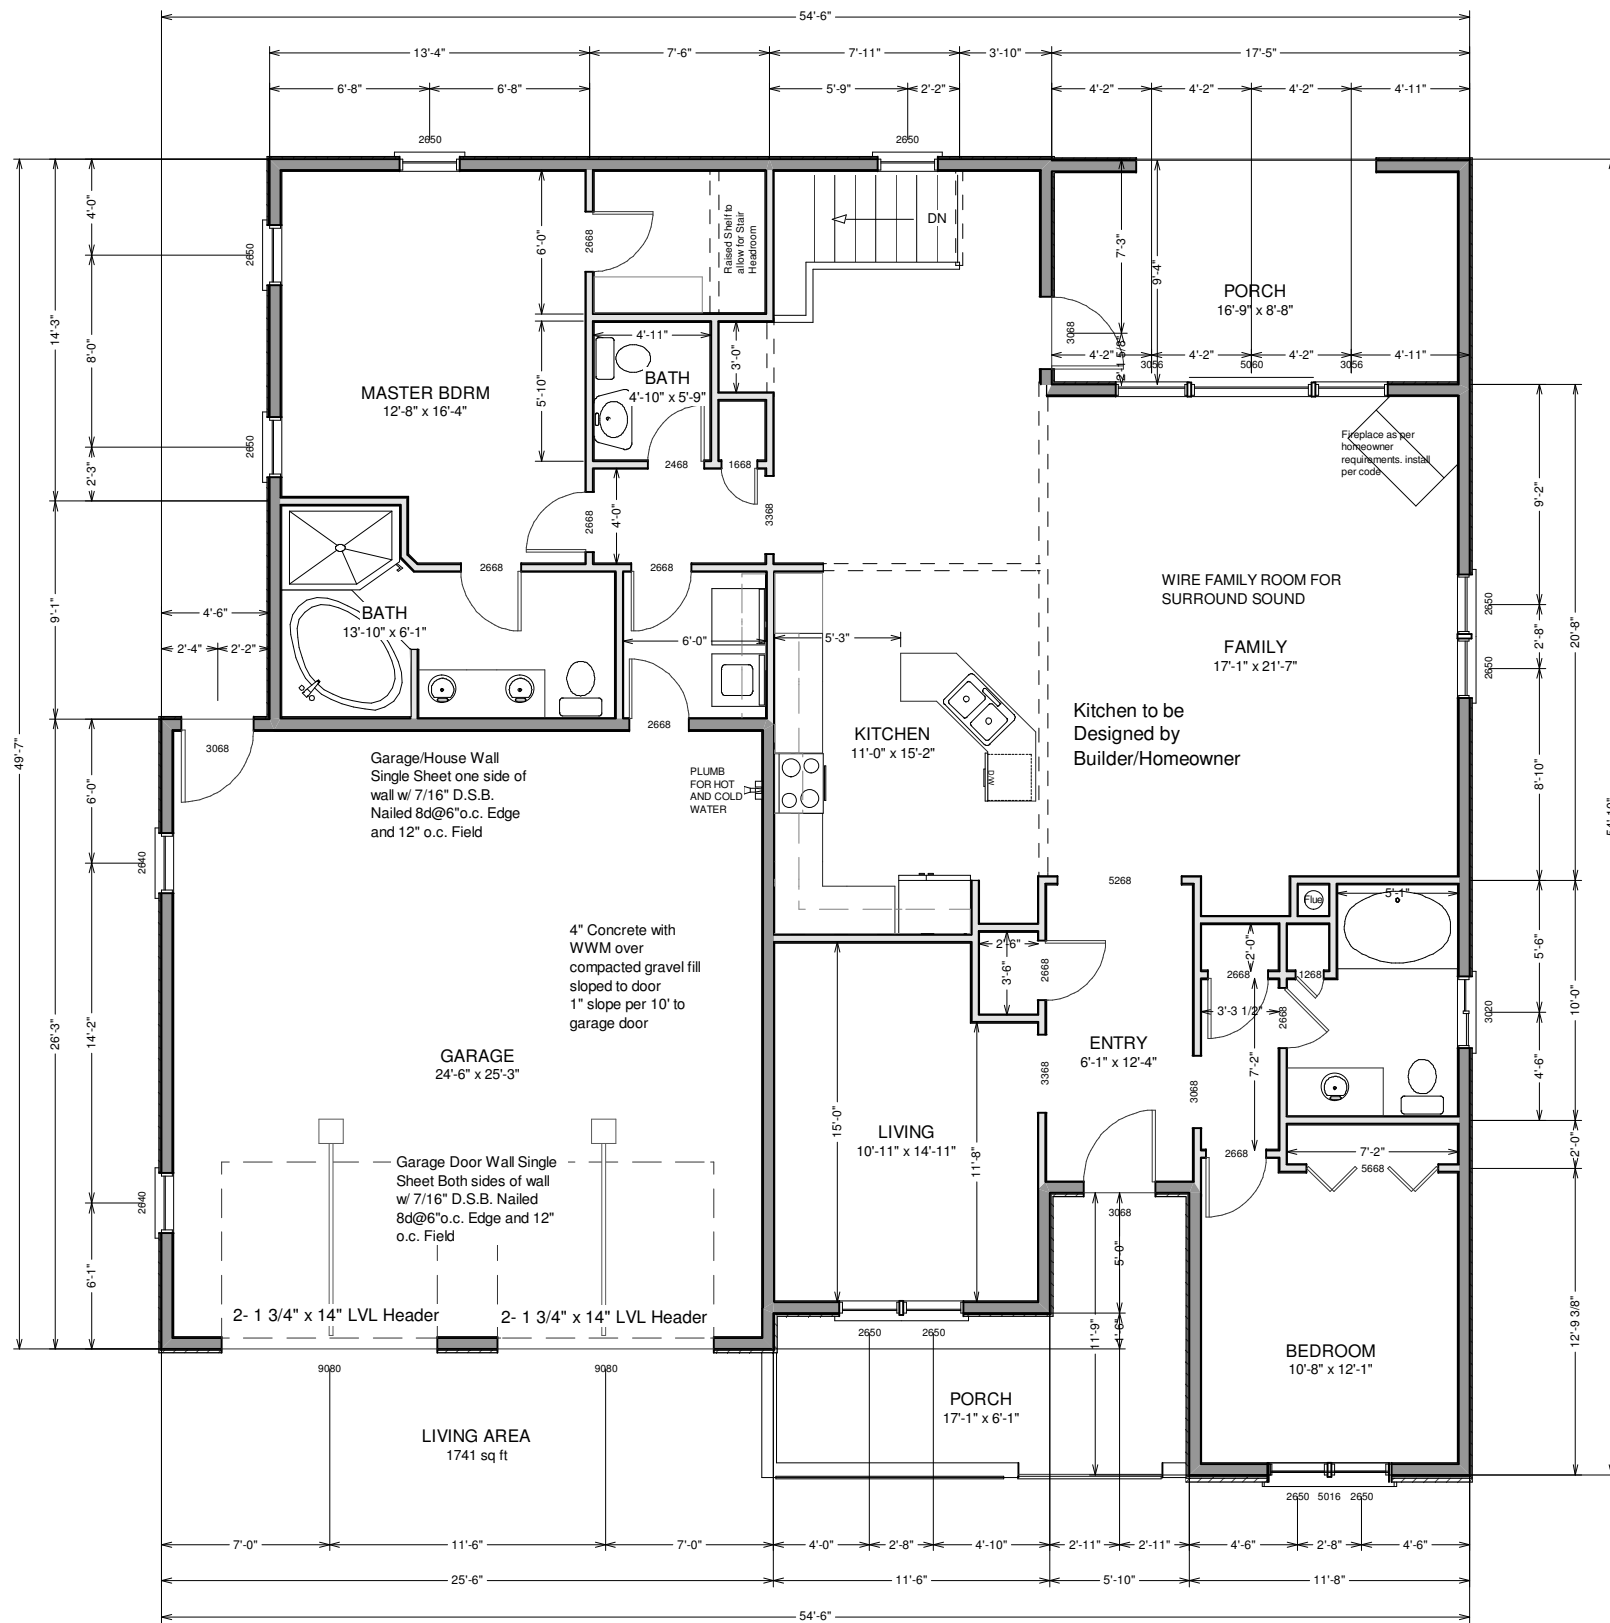 54'-6"
13'-4" 7'-6" 7'-11" 3'-10" 17'-5"
6'-8" 6'-8" 5'-9" 2'-2" 4'-2" 4'-2" 4'-2" 4'-11"
2650 2650
49'-7"
14'-3"
9'-1"
26'-3"
4'-0"
8'-0"
2'-3"
6'-0"
14'-2"
6'-1"
2650
2650
2640
2640
MASTER BDRM
12'-8" x 16'-4"
6'-0"
5'-10"
2668
Raised Shelf to
allow for Stair
Headroom
DN
4'-11"
BATH
4'-10" x 5'-9"
3'-0"
2468
1668
2668
4'-0"
3368
7'-3"
9'-4"
PORCH
16'-9" x 8'-8"
3068
2'-1 5/8"
4'-2" 4'-2" 4'-2" 4'-11"
3056 5060 3056
Fireplace as per
homeowner
requirements. install
per code
2668 2668
BATH
13'-10" x 6'-1"
6'-0"
2668
4'-6"
2'-4" 2'-2"
3068
5'-3"
KITCHEN
11'-0" x 15'-2"
DW
WIRE FAMILY ROOM FOR
SURROUND SOUND
FAMILY
17'-1" x 21'-7"
Kitchen to be
Designed by
Builder/Homeowner
2650
2650
9'-2"
2'-8"
8'-10"
20'-8"
5'-6"
4'-6"
10'-0"
2'-0"
12'-9 3/8"
54'-10"
Garage/House Wall
Single Sheet one side of
wall w/ 7/16" D.S.B.
Nailed 8d@6"o.c. Edge
and 12" o.c. Field
PLUMB
FOR HOT
AND COLD
WATER
4" Concrete with
WWM over
compacted gravel fill
sloped to door
1" slope per 10' to
garage door
GARAGE
24'-6" x 25'-3"
Garage Door Wall Single
Sheet Both sides of wall
w/ 7/16" D.S.B. Nailed
8d@6"o.c. Edge and 12"
o.c. Field
2- 1 3/4" x 14" LVL Header
2- 1 3/4" x 14" LVL Header
9080 9080
5268
2'-6"
3'-6"
2668
ENTRY
6'-1" x 12'-4"
3368
3068
LIVING
10'-11" x 14'-11"
15'-0"
11'-8"
Flue
5'-1"
2'-0"
2668 1268
3'-3 1/2"
2668
7'-2"
3020
2668
7'-2"
5668
3068
5'-0"
1'-6"
11'-9"
2650 2650
PORCH
17'-1" x 6'-1"
BEDROOM
10'-8" x 12'-1"
2650 5016 2650
LIVING AREA
1741 sq ft
7'-0" 11'-6" 7'-0" 4'-0" 2'-8" 4'-10" 2'-11" 2'-11" 4'-6" 2'-8" 4'-6"
25'-6" 11'-6" 5'-10" 11'-8"
54'-6"